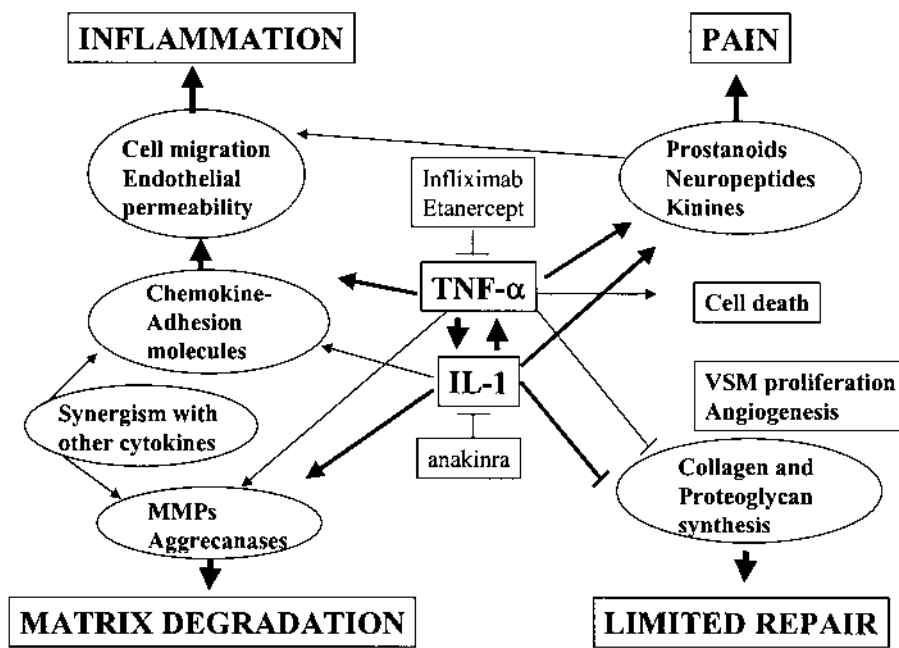 INFLAMMATION
PAIN
Cell migration
Endothelial
permeability
Prostanoids
Neuropeptides
Kinines
Infliximab
Etanercept
TNF-α
Chemokine-
Adhesion
molecules
Cell death
IL-1
VSM proliferation
Angiogenesis
Synergism with
other cytokines
anakinra
Collagen and
Proteoglycan
synthesis
MMPs
Aggrecanases
MATRIX DEGRADATION
LIMITED REPAIR